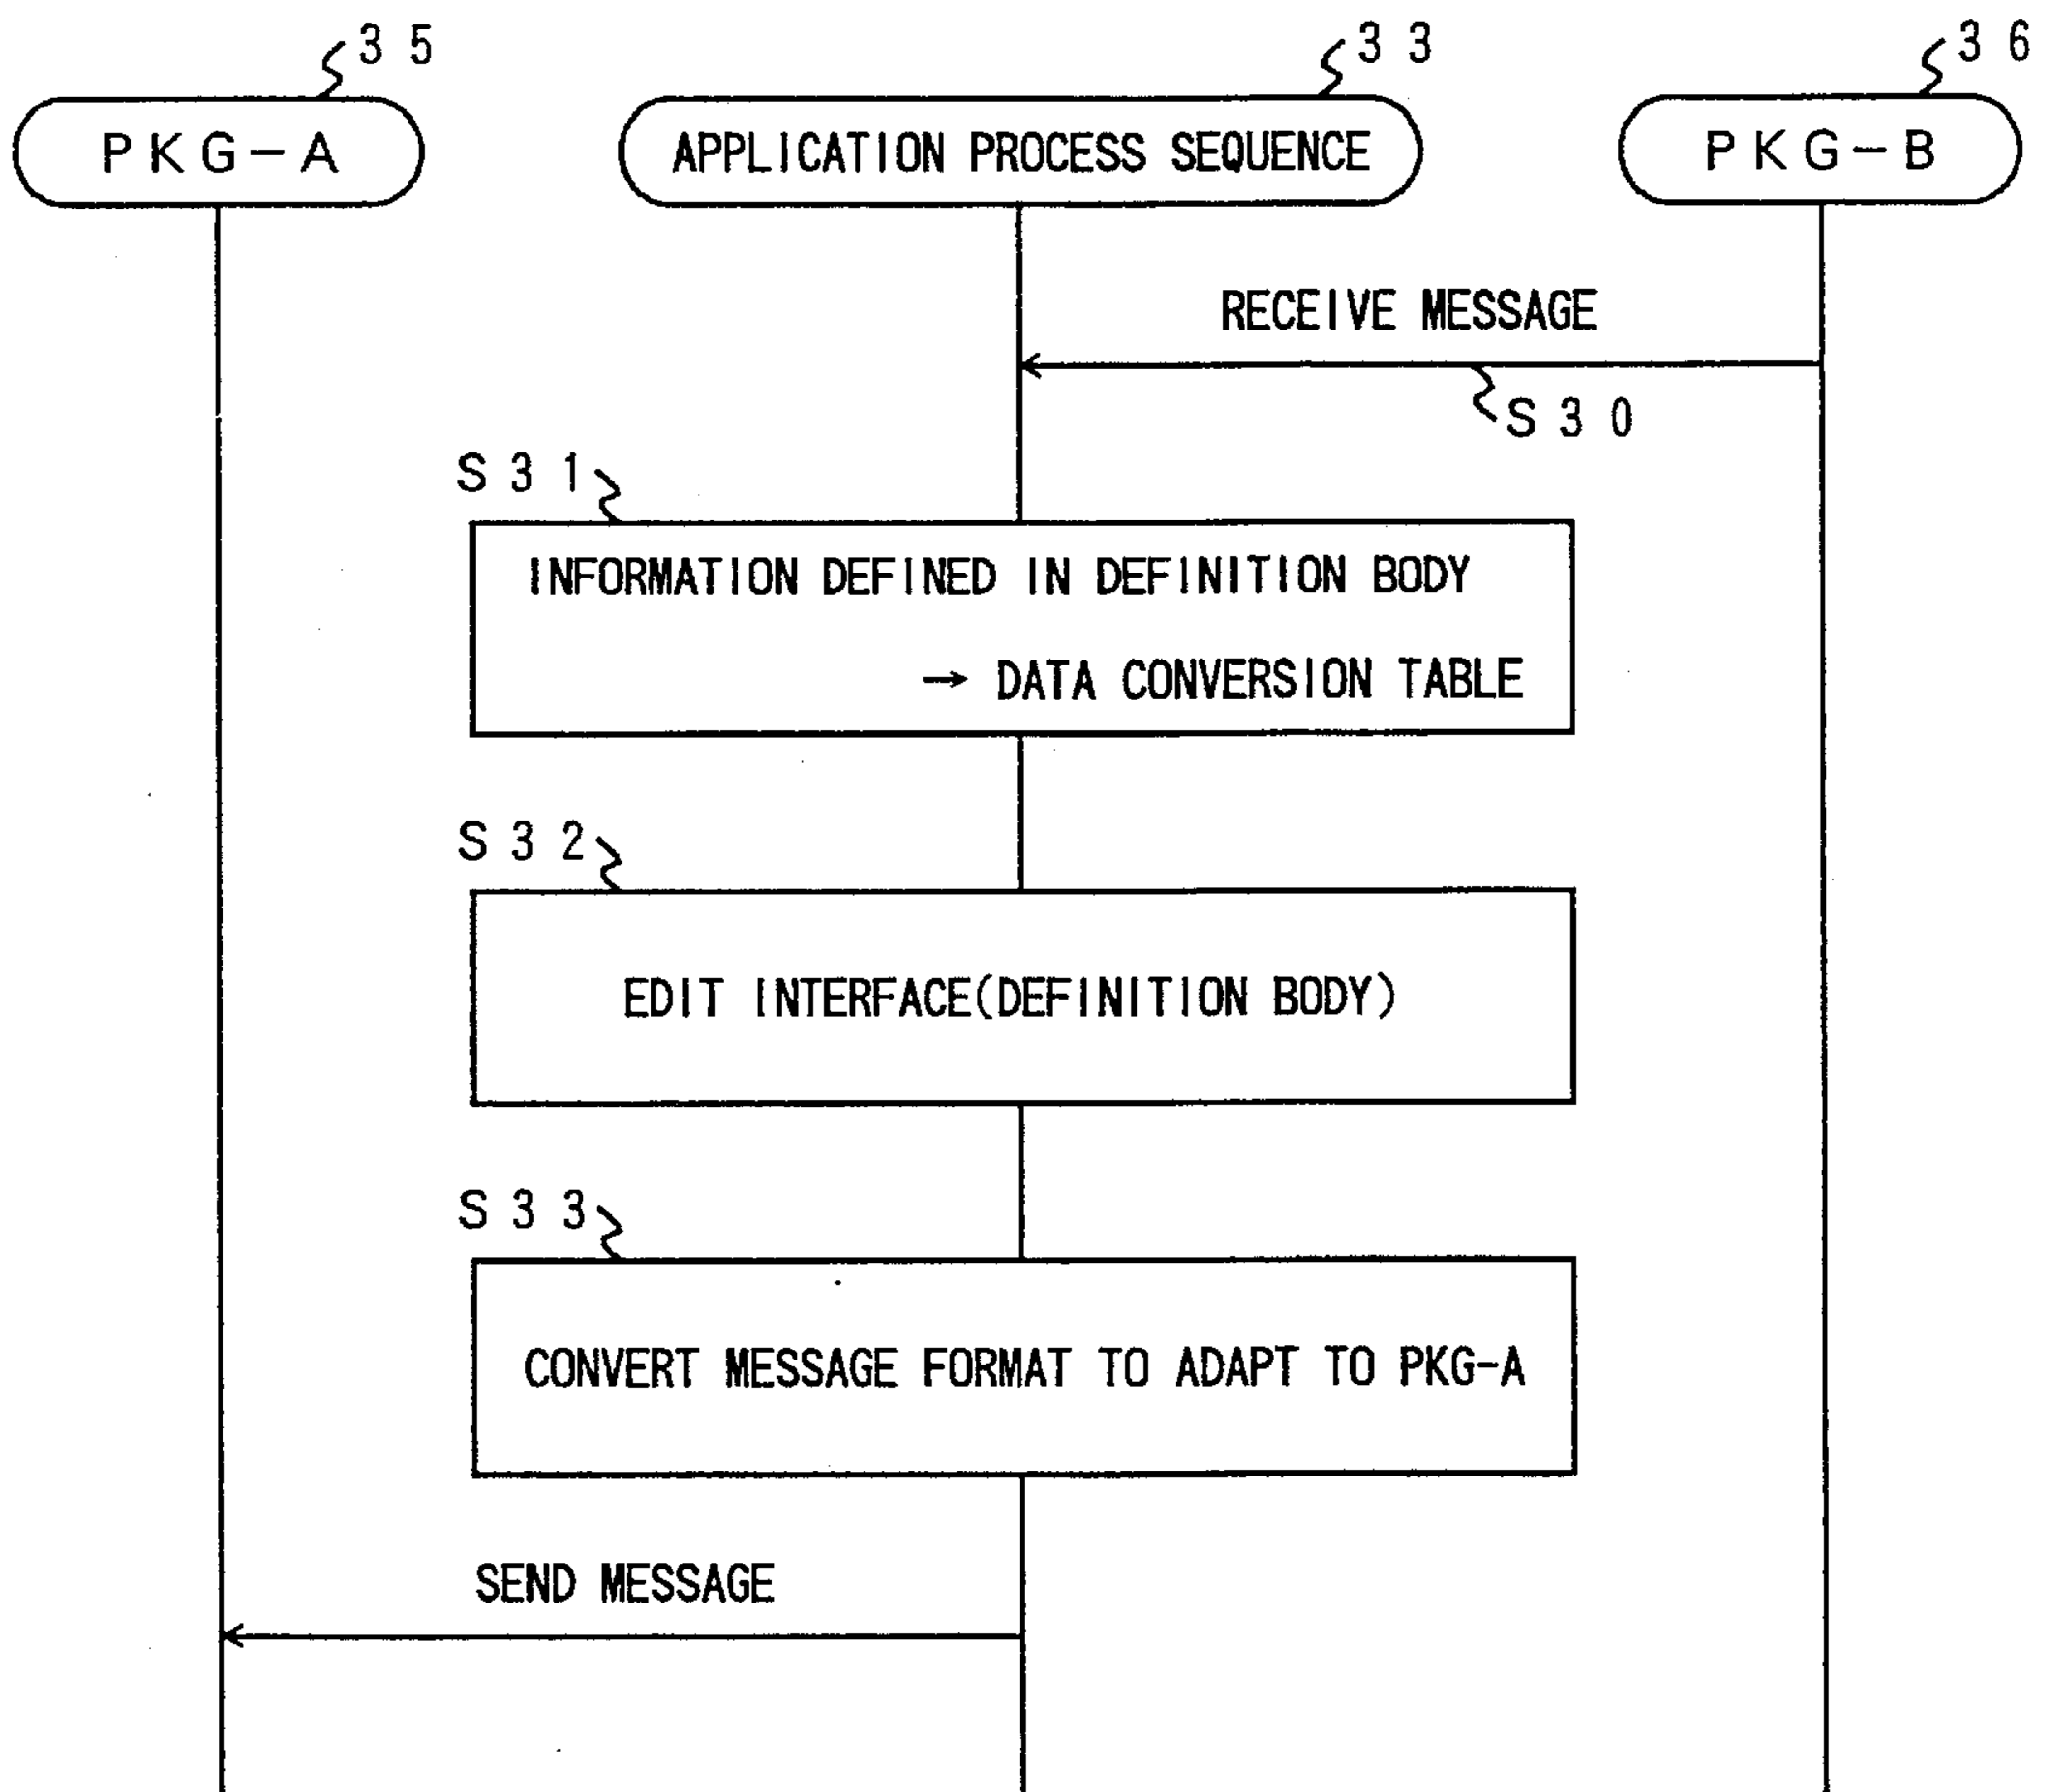 35
33
36
PKG-A
APPLICATION PROCESS SEQUENCE
PKG-B
RECEIVE MESSAGE
S30
S31
INFORMATION DEFINED IN DEFINITION BODY
→ DATA CONVERSION TABLE
S32
EDIT INTERFACE(DEFINITION BODY)
S33
CONVERT MESSAGE FORMAT TO ADAPT TO PKG-A
SEND MESSAGE